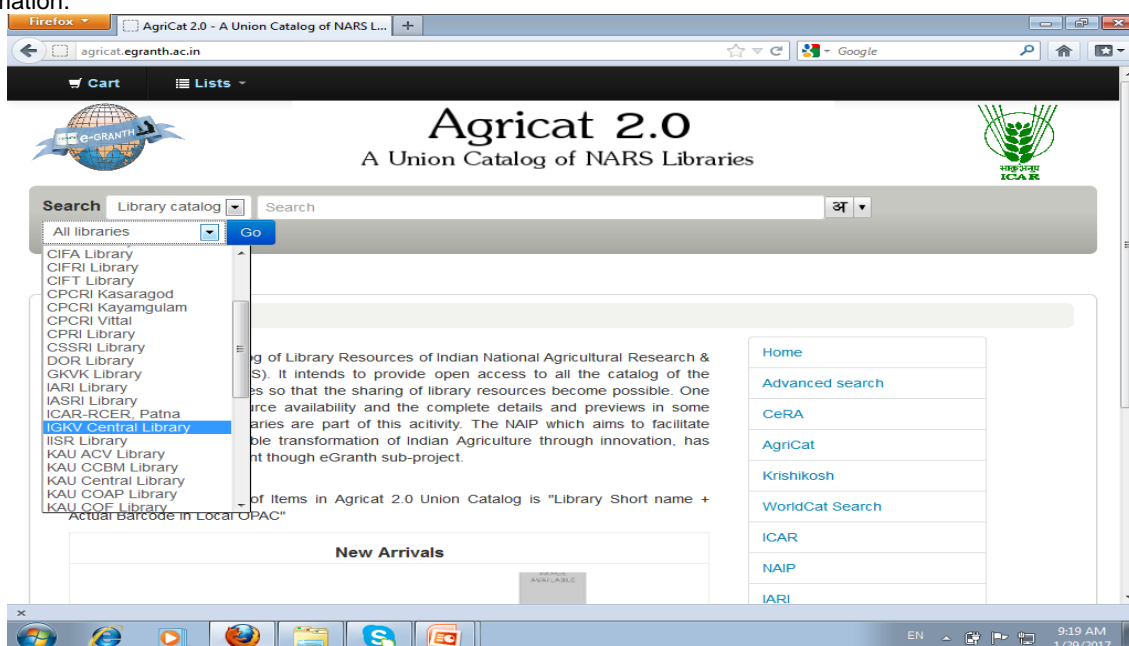 mation.
Firefox
AgriCat 2.0 - A Union Catalog of NARS L... +
agricat.egranth.ac.in
Google
Cart Lists
e-GRANTH
Agricat 2.0
A Union Catalog of NARS Libraries
ICAR
Search Library catalog Search अ
All libraries Go
CIFA Library
CIFRI Library
CIFT Library
CPCRI Kasaragod
CPCRI Kayamgulam
CPCRI Vittal
CPRI Library
CSSRI Library
DOR Library
GKVK Library
IARI Library
IASRI Library
ICAR-RCER, Patna
IGKV Central Library
IISR Library
KAU ACV Library
KAU CCBM Library
KAU Central Library
KAU COAP Library
KAU COF Library
g of Library Resources of Indian National Agricultural Research &
S). It intends to provide open access to all the catalog of the
es so that the sharing of library resources become possible. One
urce availability and the complete details and previews in some
aries are part of this acitivity. The NAIP which aims to facilitate
ble transformation of Indian Agriculture through innovation, has
nt though eGranth sub-project.
of Items in Agricat 2.0 Union Catalog is "Library Short name +
Actual Barcode in Local OPAC"
New Arrivals
AVAILABLE
Home
Advanced search
CeRA
AgriCat
Krishikosh
WorldCat Search
ICAR
NAIP
IARI
EN
9:19 AM
1/29/2017